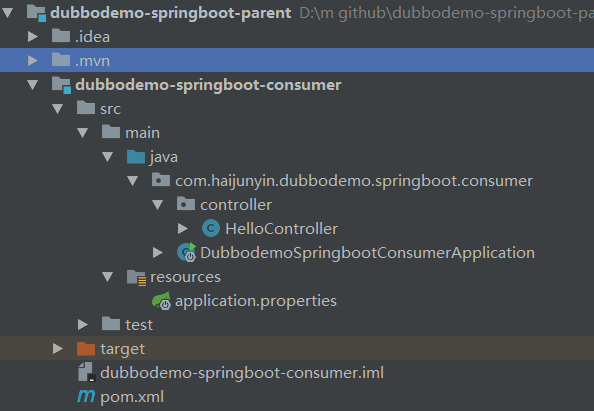 dubbodemo-springboot-parent D:\m github\dubbodemo-springboot-pa
.idea
.mvn
dubbodemo-springboot-consumer
src
main
java
com.haijunyin.dubbodemo.springboot.consumer
controller
HelloController
DubbodemoSpringbootConsumerApplication
resources
application.properties
test
target
dubbodemo-springboot-consumer.iml
pom.xml